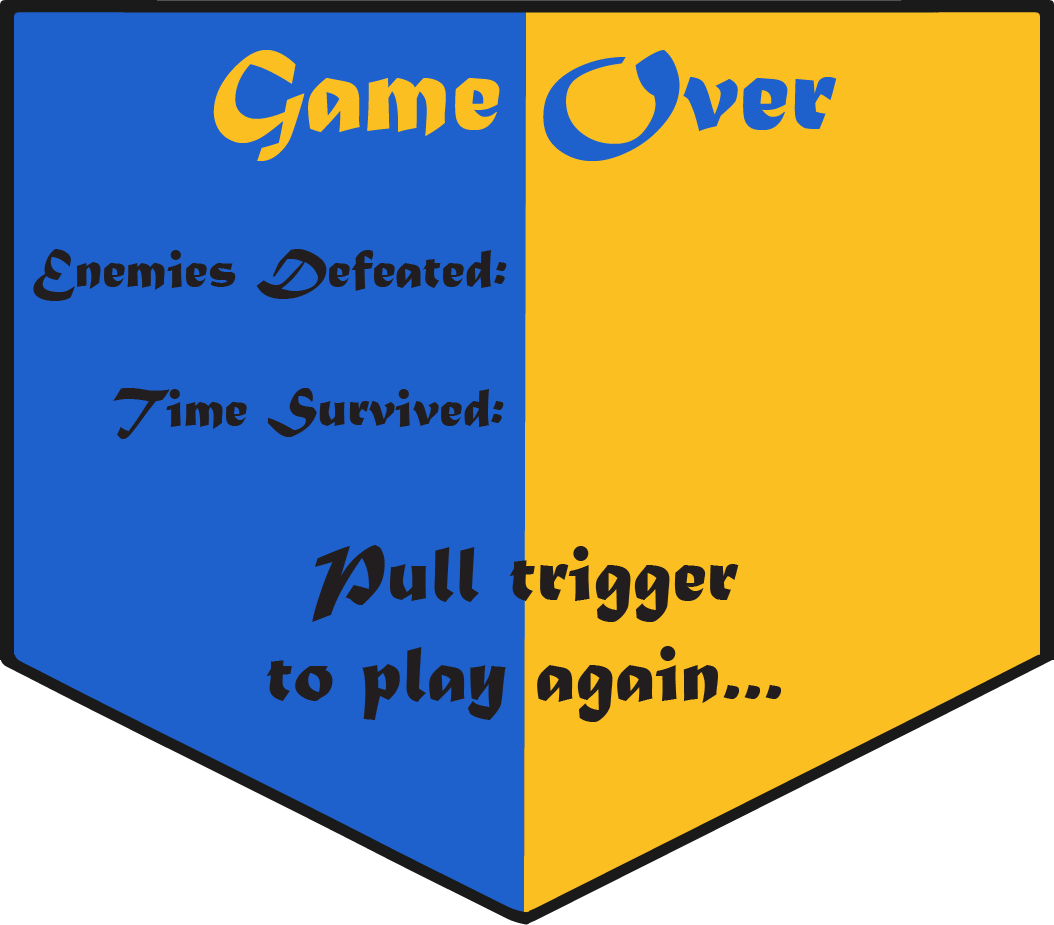 Game Over
Enemies Defeated:
Time Survived:
Pull trigger
to play again...